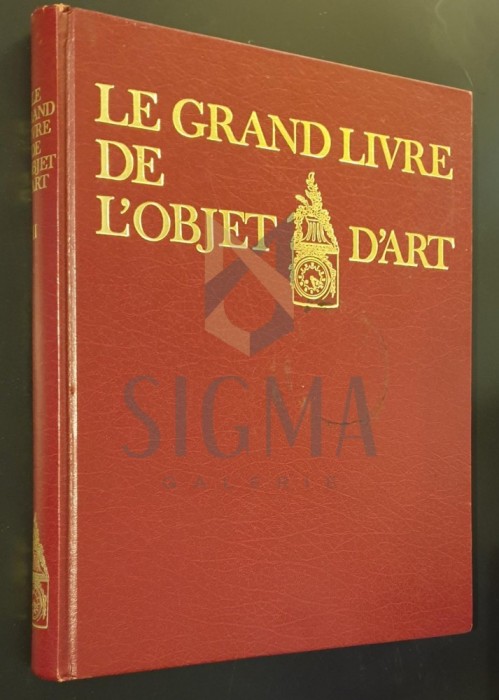 LE GRAND LIVRE
DE
L'OBJET D'ART
LE
GRAND
LIVRE
DE
L'OBJET
D'ART
SIGMA
GALERIE